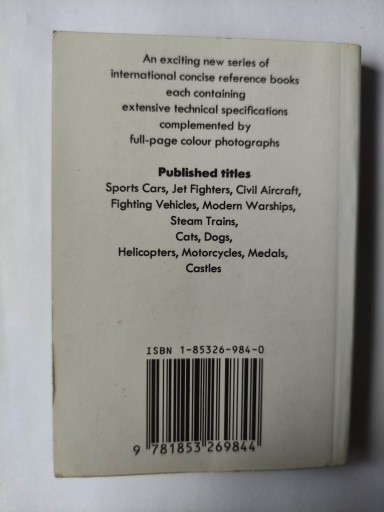 An exciting new series of
international concise reference books
each containing
extensive technical specifications
complemented by
full-page colour photographs
Published titles
Sports Cars, Jet Fighters, Civil Aircraft,
Fighting Vehicles, Modern Warships,
Steam Trains,
Cats, Dogs,
Helicopters, Motorcycles, Medals,
Castles
ISBN 1-85326-984-0
9 781853 269844